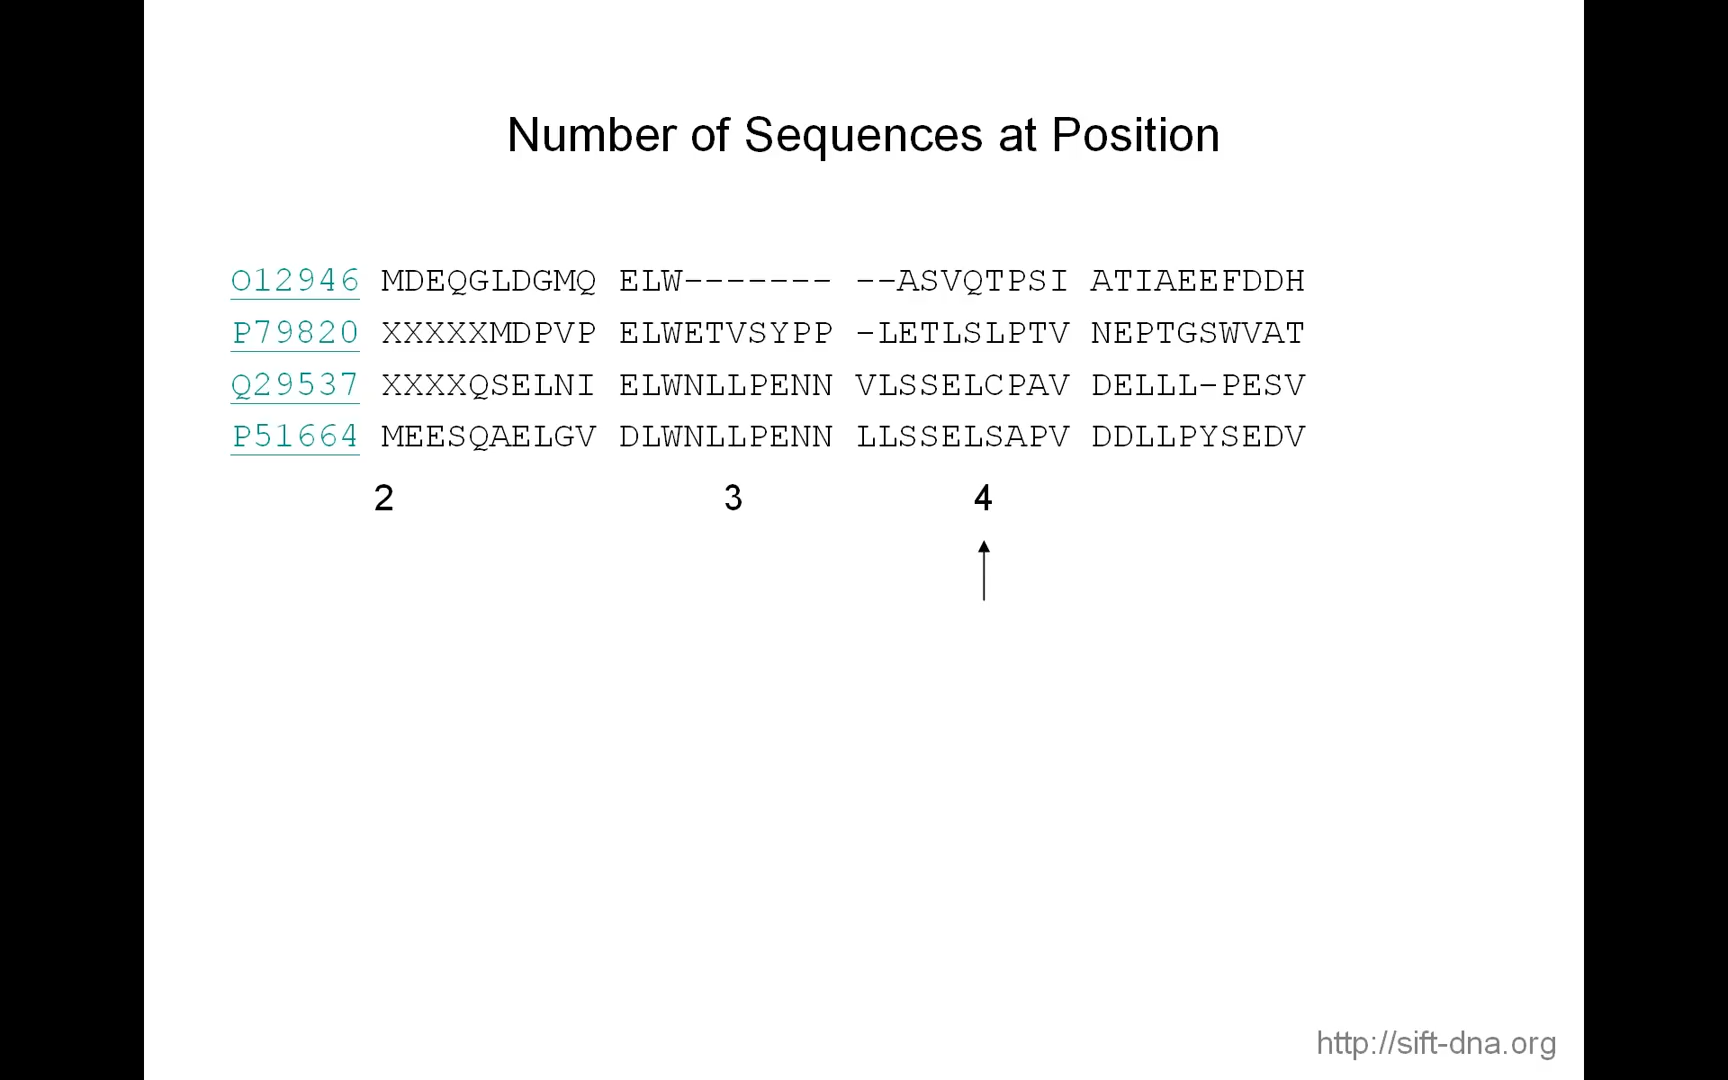 Number of Sequences at Position
O12946 MDEQGLDGMQ ELW------- --ASVQTPSI ATIAEEFDDH
P79820 XXXXXMDPVP ELWETVSYPP -LETLSLPTV NEPTGSWVAT
Q29537 XXXXQSELNI ELWNLLPENN VLSSELCPAV DELLL-PESV
P51664 MEESQAELGV DLWNLLPENN LLSSELSAPV DDLLPYSEDV
2 3 4
http://sift-dna.org